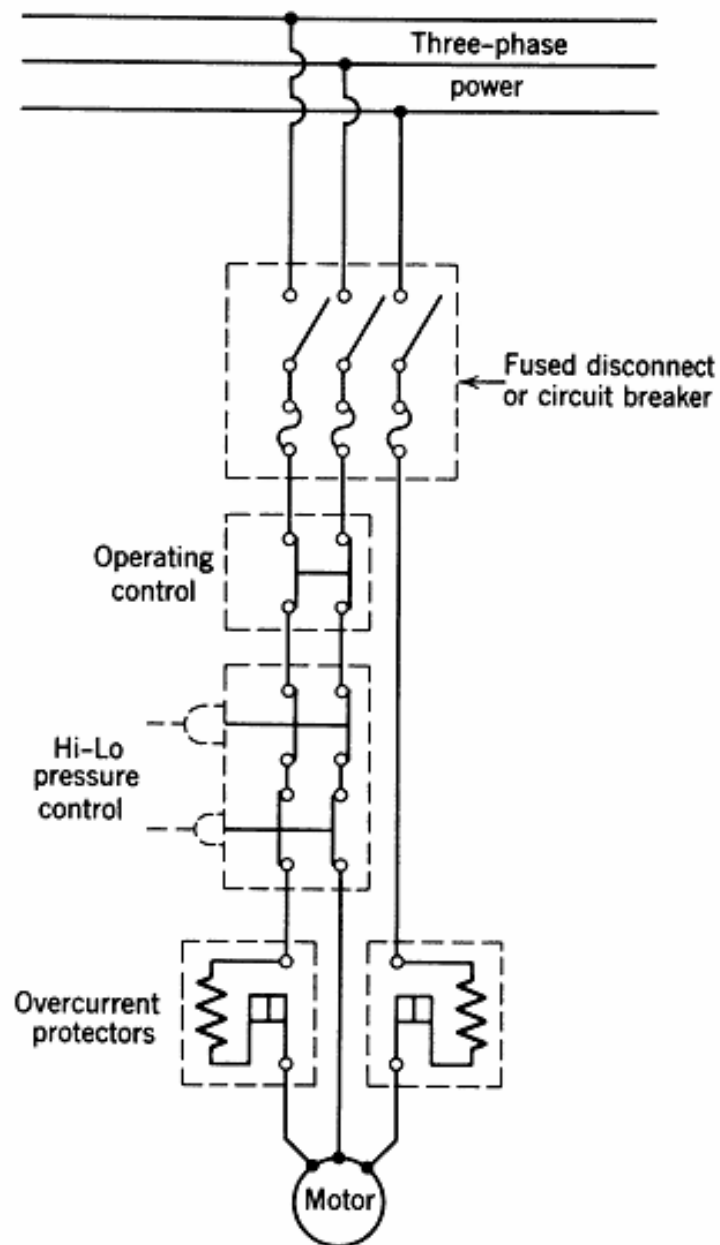 Three-phase
power
Fused disconnect
or circuit breaker
Operating
control
Hi-Lo
pressure
control
Overcurrent
protectors
Motor